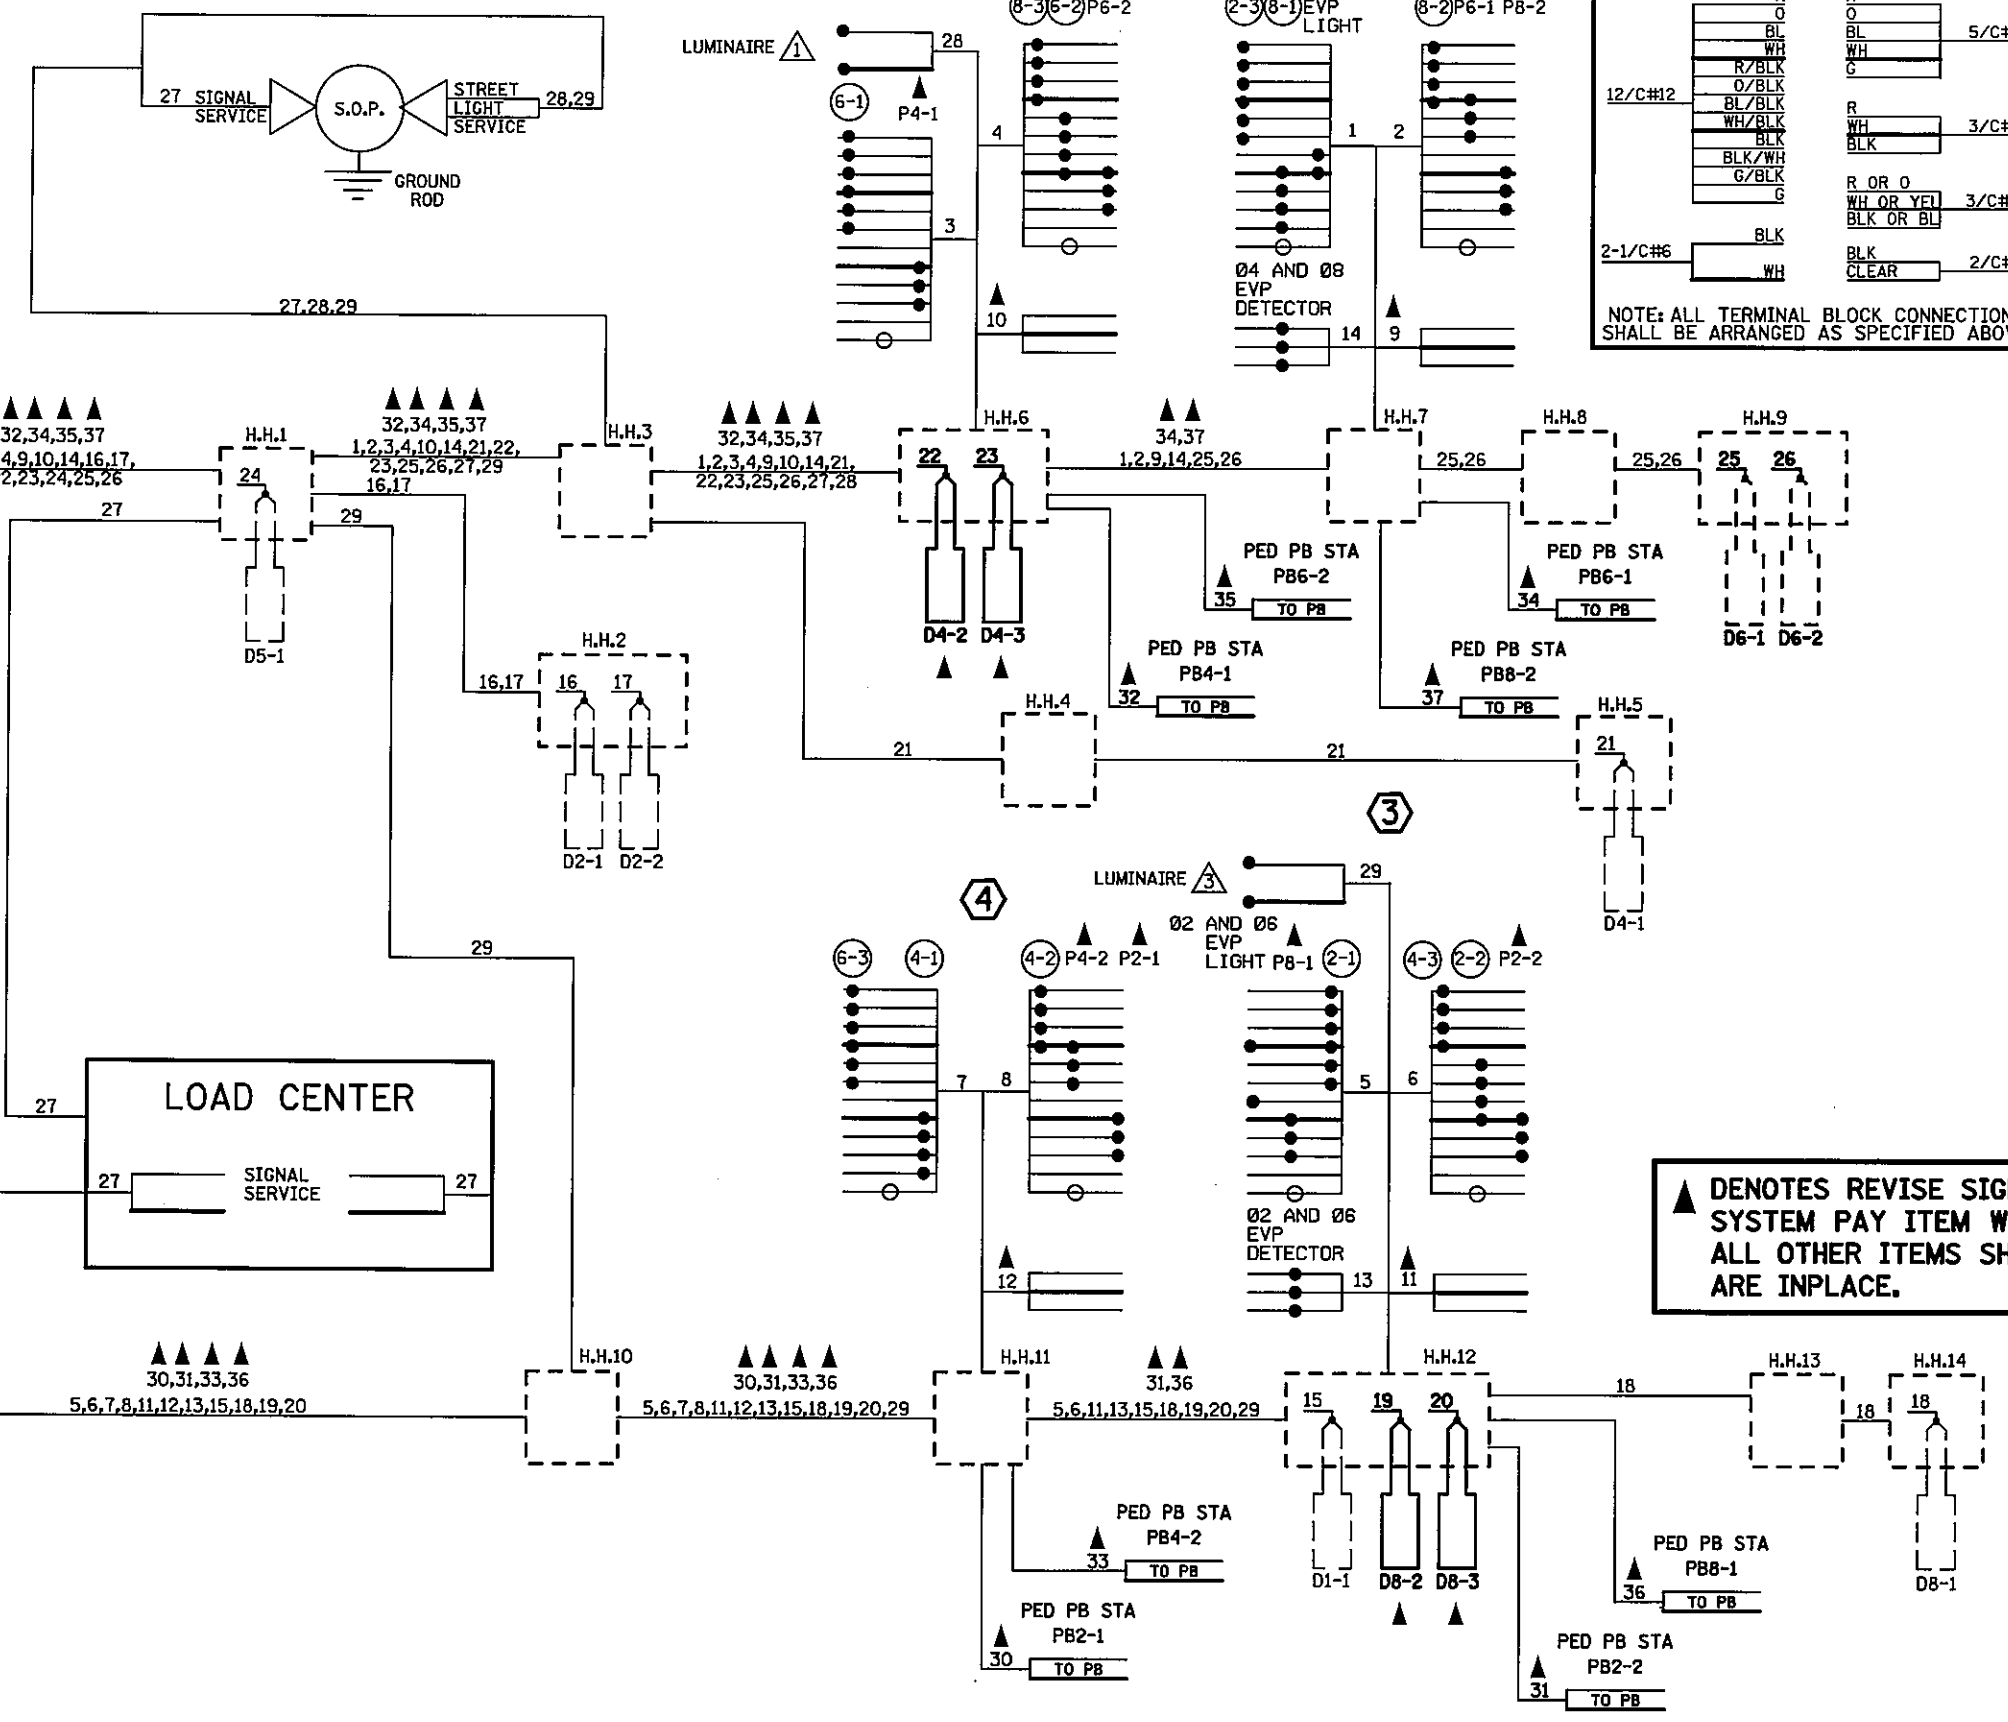 8-3 6-2 P6-2
2-3 8-1 EVP
LIGHT
8-2 P6-1 P8-2
LUMINAIRE 1
28
6-1
P4-1
4
3
10
1
2
04 AND 08
EVP
DETECTOR
14
9
27 SIGNAL
SERVICE
S.O.P.
STREET
LIGHT
SERVICE
28,29
GROUND
ROD
27,28,29
O
BL
WH
R/BLK
O/BLK
BL/BLK
WH/BLK
BLK
BLK/WH
G/BLK
G
12/C#12
BLK
WH
2-1/C#6
O
BL
WH
G
5/C#
R
WH
BLK
3/C#
R OR O
WH OR YEL
BLK OR BL
3/C#
BLK
CLEAR
2/C#
NOTE: ALL TERMINAL BLOCK CONNECTION
SHALL BE ARRANGED AS SPECIFIED ABO
32,34,35,37
4,9,10,14,16,17,
2,23,24,25,26
27
H.H.1
24
D5-1
32,34,35,37
1,2,3,4,10,14,21,22,
23,25,26,27,29
16,17
29
H.H.3
32,34,35,37
1,2,3,4,9,10,14,21,
22,23,25,26,27,28
H.H.6
22 23
D4-2 D4-3
34,37
1,2,9,14,25,26
H.H.7
25,26
H.H.8
25,26
H.H.9
25 26
D6-1 D6-2
PED PB STA
PB6-2
35
TO PB
PED PB STA
PB6-1
34
TO PB
PED PB STA
PB4-1
32
TO PB
PED PB STA
PB8-2
37
TO PB
H.H.2
16,17
16 17
D2-1 D2-2
H.H.4
21
21
H.H.5
21
D4-1
3
4
LUMINAIRE 3
29
02 AND 06
EVP
LIGHT P8-1 2-1
6-3 4-1
4-2 P4-2 P2-1
4-3 2-2 P2-2
29
7
8
5
6
12
02 AND 06
EVP
DETECTOR
13
11
LOAD CENTER
27
27
SIGNAL
SERVICE
27
DENOTES REVISE SIG
SYSTEM PAY ITEM W
ALL OTHER ITEMS SH
ARE INPLACE.
30,31,33,36
5,6,7,8,11,12,13,15,18,19,20
H.H.10
30,31,33,36
5,6,7,8,11,12,13,15,18,19,20,29
H.H.11
31,36
5,6,11,13,15,18,19,20,29
H.H.12
15 19 20
D1-1 D8-2 D8-3
18
H.H.13
18
H.H.14
18
D8-1
PED PB STA
PB4-2
33
TO PB
PED PB STA
PB8-1
36
TO PB
PED PB STA
PB2-1
30
TO PB
PED PB STA
PB2-2
31
TO PB